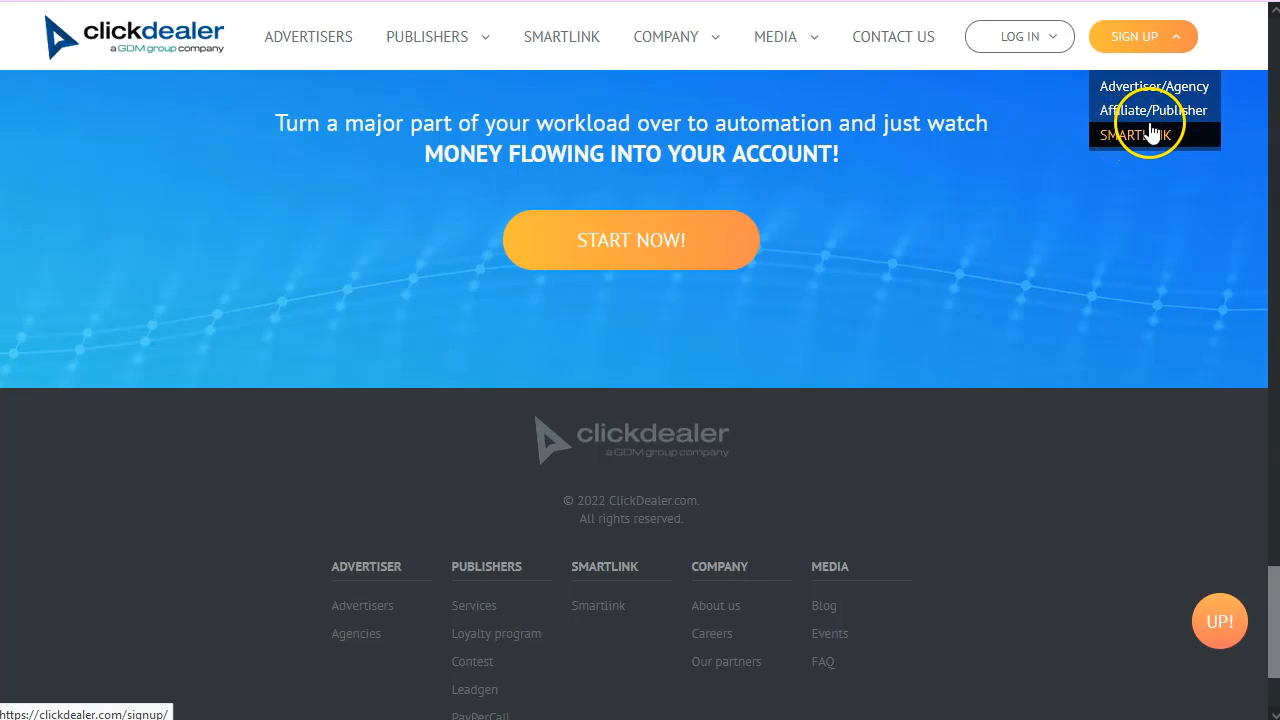 clickdealer
a GDM group company
ADVERTISERS
PUBLISHERS
SMARTLINK
COMPANY
MEDIA
CONTACT US
LOG IN
SIGN UP
Advertiser/Agency
Affiliate/Publisher
SMARTLINK
Turn a major part of your workload over to automation and just watch
MONEY FLOWING INTO YOUR ACCOUNT!
START NOW!
clickdealer
a GDM group company
© 2022 ClickDealer.com.
All rights reserved.
ADVERTISER
Advertisers
Agencies
PUBLISHERS
Services
Loyalty program
Contest
Leadgen
PayPerCall
SMARTLINK
Smartlink
COMPANY
About us
Careers
Our partners
MEDIA
Blog
Events
FAQ
UP!
https://clickdealer.com/signup/